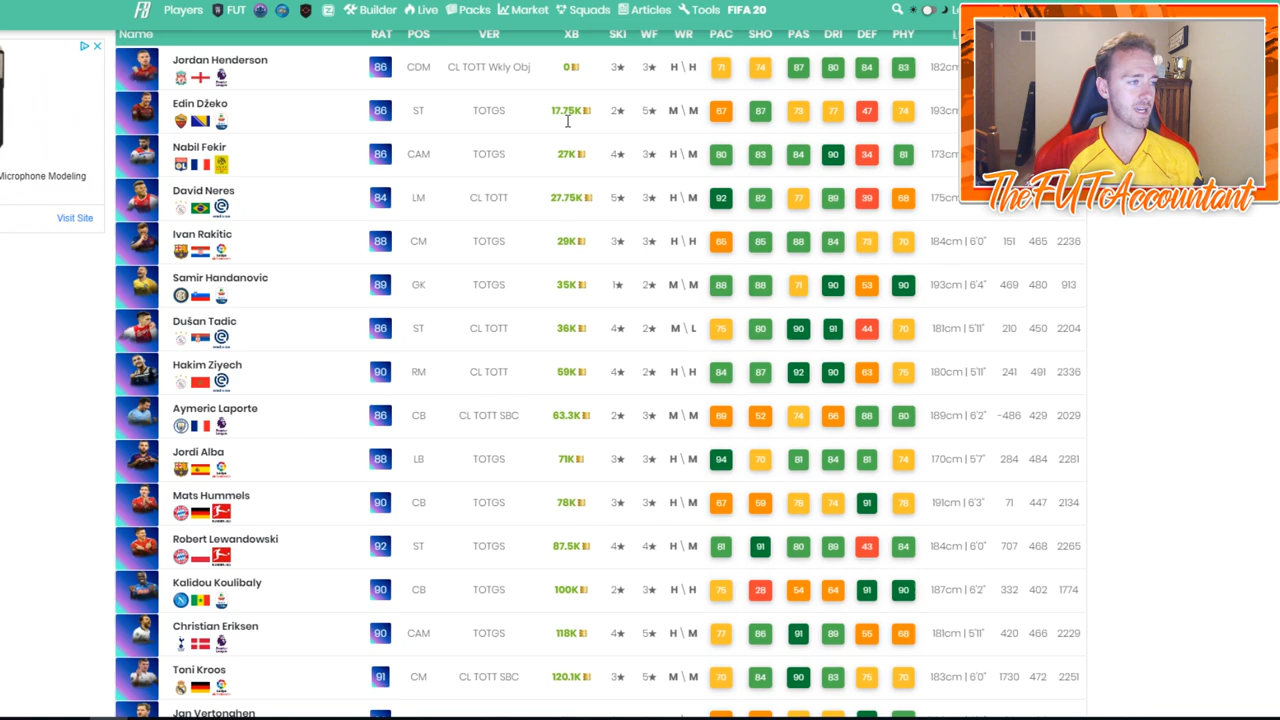 Players FUT Builder Live Packs Market Squads Articles Tools FIFA 20
Name RAT POS VER XB SKI WF WR PAC SHO PAS DRI DEF PHY
Jordan Henderson 86 CDM CL TOTT Wkly Obj 0 3★ 3★ H \ H 71 74 87 80 84 83 182cm
Edin Džeko 86 ST TOTGS 17.75K 2★ 5★ M \ M 67 87 73 77 47 74 193cm
Nabil Fekir 86 CAM TOTGS 27K 4★ 3★ H \ M 80 83 84 90 34 81 173cm
David Neres 84 LM CL TOTT 27.75K 5★ 3★ H \ M 92 82 77 89 39 68 175cm
Ivan Rakitic 88 CM TOTGS 29K 3★ 3★ H \ H 65 85 88 84 73 70 184cm | 6'0" 151 465 2236
Samir Handanovic 89 GK TOTGS 35K 1★ 3★ M \ M 88 88 71 90 53 90 193cm | 6'4" 469 480 913
Dušan Tadic 86 ST CL TOTT 36K 4★ 2★ M \ L 75 80 90 91 44 70 181cm | 5'11" 210 450 2204
Hakim Ziyech 90 RM CL TOTT 59K 4★ 2★ H \ H 84 87 92 90 63 75 180cm | 5'11" 241 491 2336
Aymeric Laporte 86 CB CL TOTT SBC 63.3K 2★ 3★ M \ M 69 52 74 66 88 80 189cm | 6'2" -486 429 2029
Jordi Alba 88 LB TOTGS 71K 3★ 3★ H \ M 94 70 81 84 81 74 170cm | 5'7" 284 484 2281
Mats Hummels 90 CB TOTGS 78K 3★ 3★ H \ M 67 59 78 74 91 78 191cm | 6'3" 71 447 2134
Robert Lewandowski 92 ST TOTGS 87.5K 4★ 4★ H \ M 81 91 80 89 43 84 184cm | 6'0" 707 468 2265
Kalidou Koulibaly 90 CB TOTGS 100K 2★ 3★ H \ H 75 28 54 64 91 90 187cm | 6'2" 332 402 1774
Christian Eriksen 90 CAM TOTGS 118K 4★ 5★ H \ M 77 86 91 89 55 68 181cm | 5'11" 420 466 2229
Toni Kroos 91 CM CL TOTT SBC 120.1K 3★ 5★ M \ M 70 84 90 83 75 70 183cm | 6'0" 1730 472 2251
Jan Vertonghen
Microphone Modeling
Visit Site
TheFUTAccountant